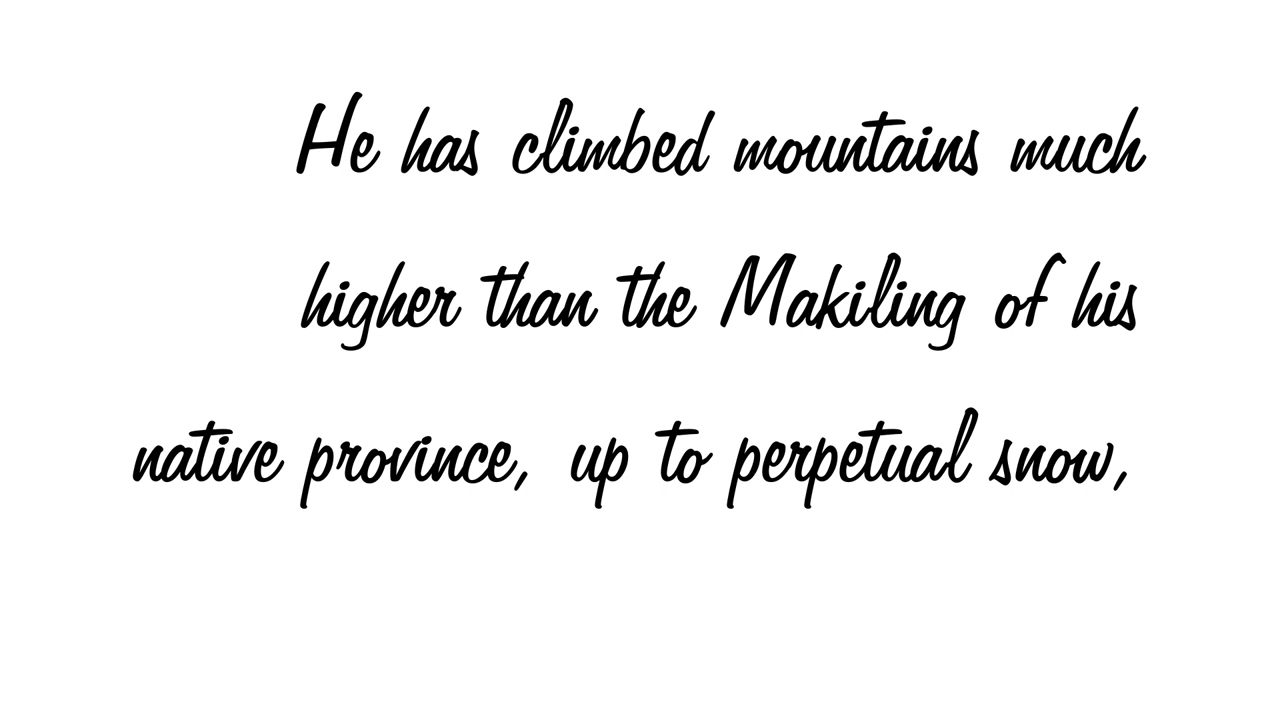 He has climbed mountains much
higher than the Makiling of his
native province, up to perpetual snow,